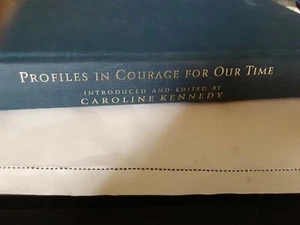 PROFILES IN COURAGE FOR OUR TIME
INTRODUCED AND EDITED BY
CAROLINE KENNEDY